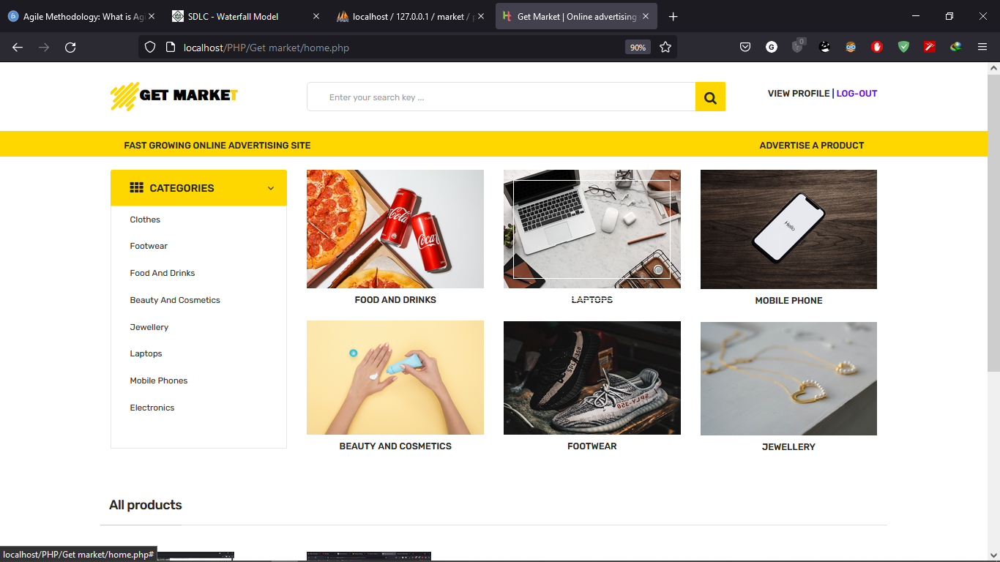 Agile Methodology: What is Ag
SDLC - Waterfall Model
localhost / 127.0.0.1 / market / p
Get Market | Online advertising
localhost/PHP/Get market/home.php
90%
G
0
GET MARKET
Enter your search key ...
VIEW PROFILE | LOG-OUT
FAST GROWING ONLINE ADVERTISING SITE
ADVERTISE A PRODUCT
CATEGORIES
Clothes
Footwear
Food And Drinks
Beauty And Cosmetics
Jewellery
Laptops
Mobile Phones
Electronics
Coca-Cola
Coca
FOOD AND DRINKS
LAPTOPS
Hello
MOBILE PHONE
BEAUTY AND COSMETICS
SPLY-350
FOOTWEAR
JEWELLERY
All products
localhost/PHP/Get market/home.php#